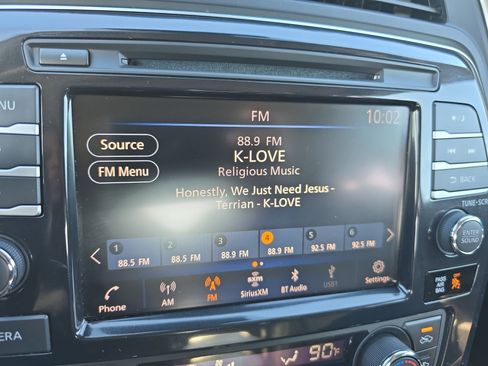 MENU
FM
10:02
Source
FM Menu
88.9 FM
K-LOVE
Religious Music
Honestly, We Just Need Jesus -
Terrian - K-LOVE
1 2 3 4 5 6
88.5 FM 88.5 FM 88.9 FM 88.9 FM 92.5 FM 92.5 FM
Phone
AM
FM
sxm
SiriusXM
BT Audio
USB1
Settings
BACK
TUNE•SCR
ENTER
SOUND
PASS
AIR
BAG
OFF
ERA
90°F